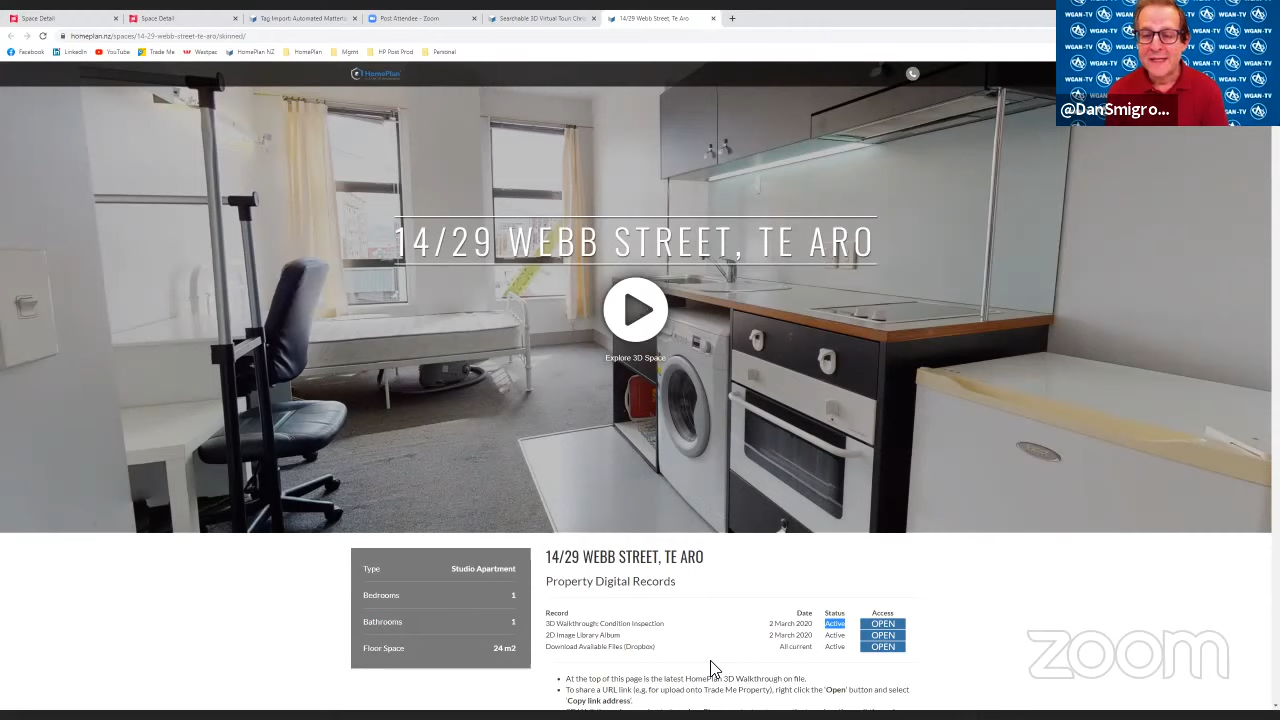 Space Detail
Space Detail
Tag Import: Automated Mattert
Post Attendee - Zoom
Searchable 3D Virtual Tour: Chri
14/29 Webb Street, Te Aro
homeplan.nz/spaces/14-29-webb-street-te-aro/skinned/
Facebook
LinkedIn
YouTube
Trade Me
Westpac
HomePlan NZ
HomePlan
Mgmt
HP Post Prod
Personal
HomePlan
WGAN-TV
@DanSmigro...
14/29 WEBB STREET, TE ARO
Explore 3D Space
Type Studio Apartment
Bedrooms 1
Bathrooms 1
Floor Space 24 m2
14/29 WEBB STREET, TE ARO
Property Digital Records
Record Date Status Access
3D Walkthrough: Condition Inspection 2 March 2020 Active OPEN
2D Image Library Album 2 March 2020 Active OPEN
Download Available Files (Dropbox) All current Active OPEN
At the top of this page is the latest HomePlan 3D Walkthrough on file.
To share a URL link (e.g. for upload onto Trade Me Property), right click the 'Open' button and select
'Copy link address'.
zoom